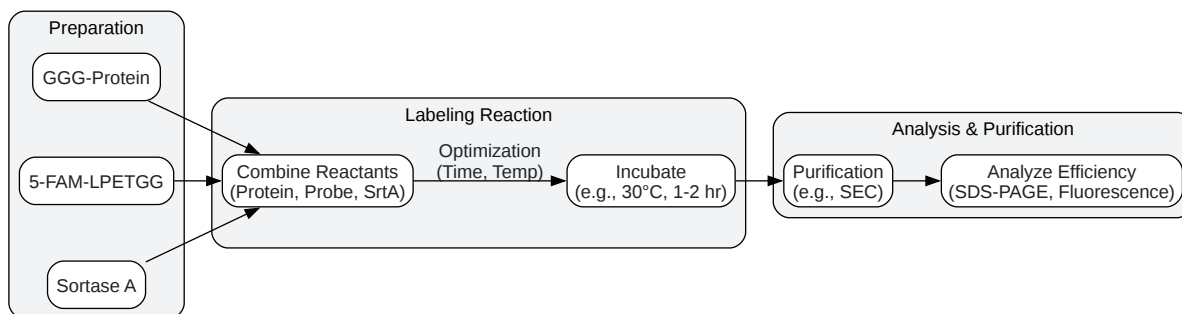 Preparation
GGG-Protein
5-FAM-LPETGG
Sortase A
Labeling Reaction
Combine Reactants
(Protein, Probe, SrtA)
Optimization
(Time, Temp)
Incubate
(e.g., 30°C, 1-2 hr)
Analysis & Purification
Purification
(e.g., SEC)
Analyze Efficiency
(SDS-PAGE, Fluorescence)